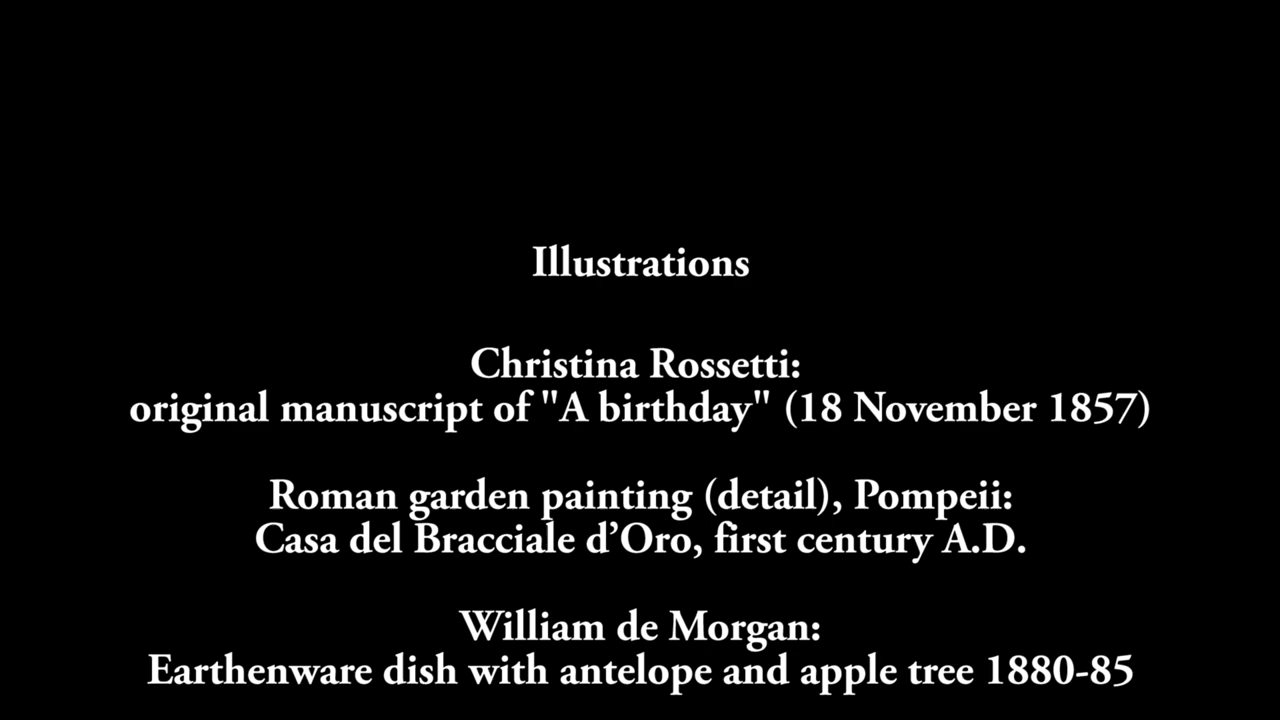 Illustrations
Christina Rossetti:
original manuscript of "A birthday" (18 November 1857)
Roman garden painting (detail), Pompeii:
Casa del Bracciale d’Oro, first century A.D.
William de Morgan:
Earthenware dish with antelope and apple tree 1880-85